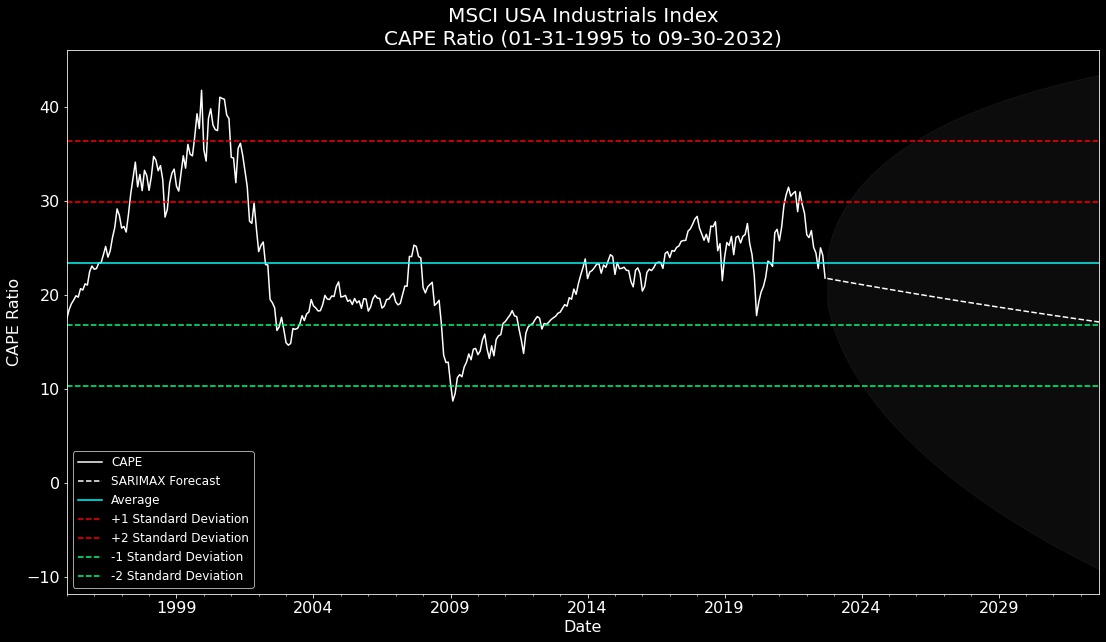 MSCI USA Industrials Index
CAPE Ratio (01-31-1995 to 09-30-2032)
CAPE Ratio
40
30
20
10
0
−10
CAPE
SARIMAX Forecast
Average
+1 Standard Deviation
+2 Standard Deviation
-1 Standard Deviation
-2 Standard Deviation
1999 2004 2009 2014 2019 2024 2029
Date